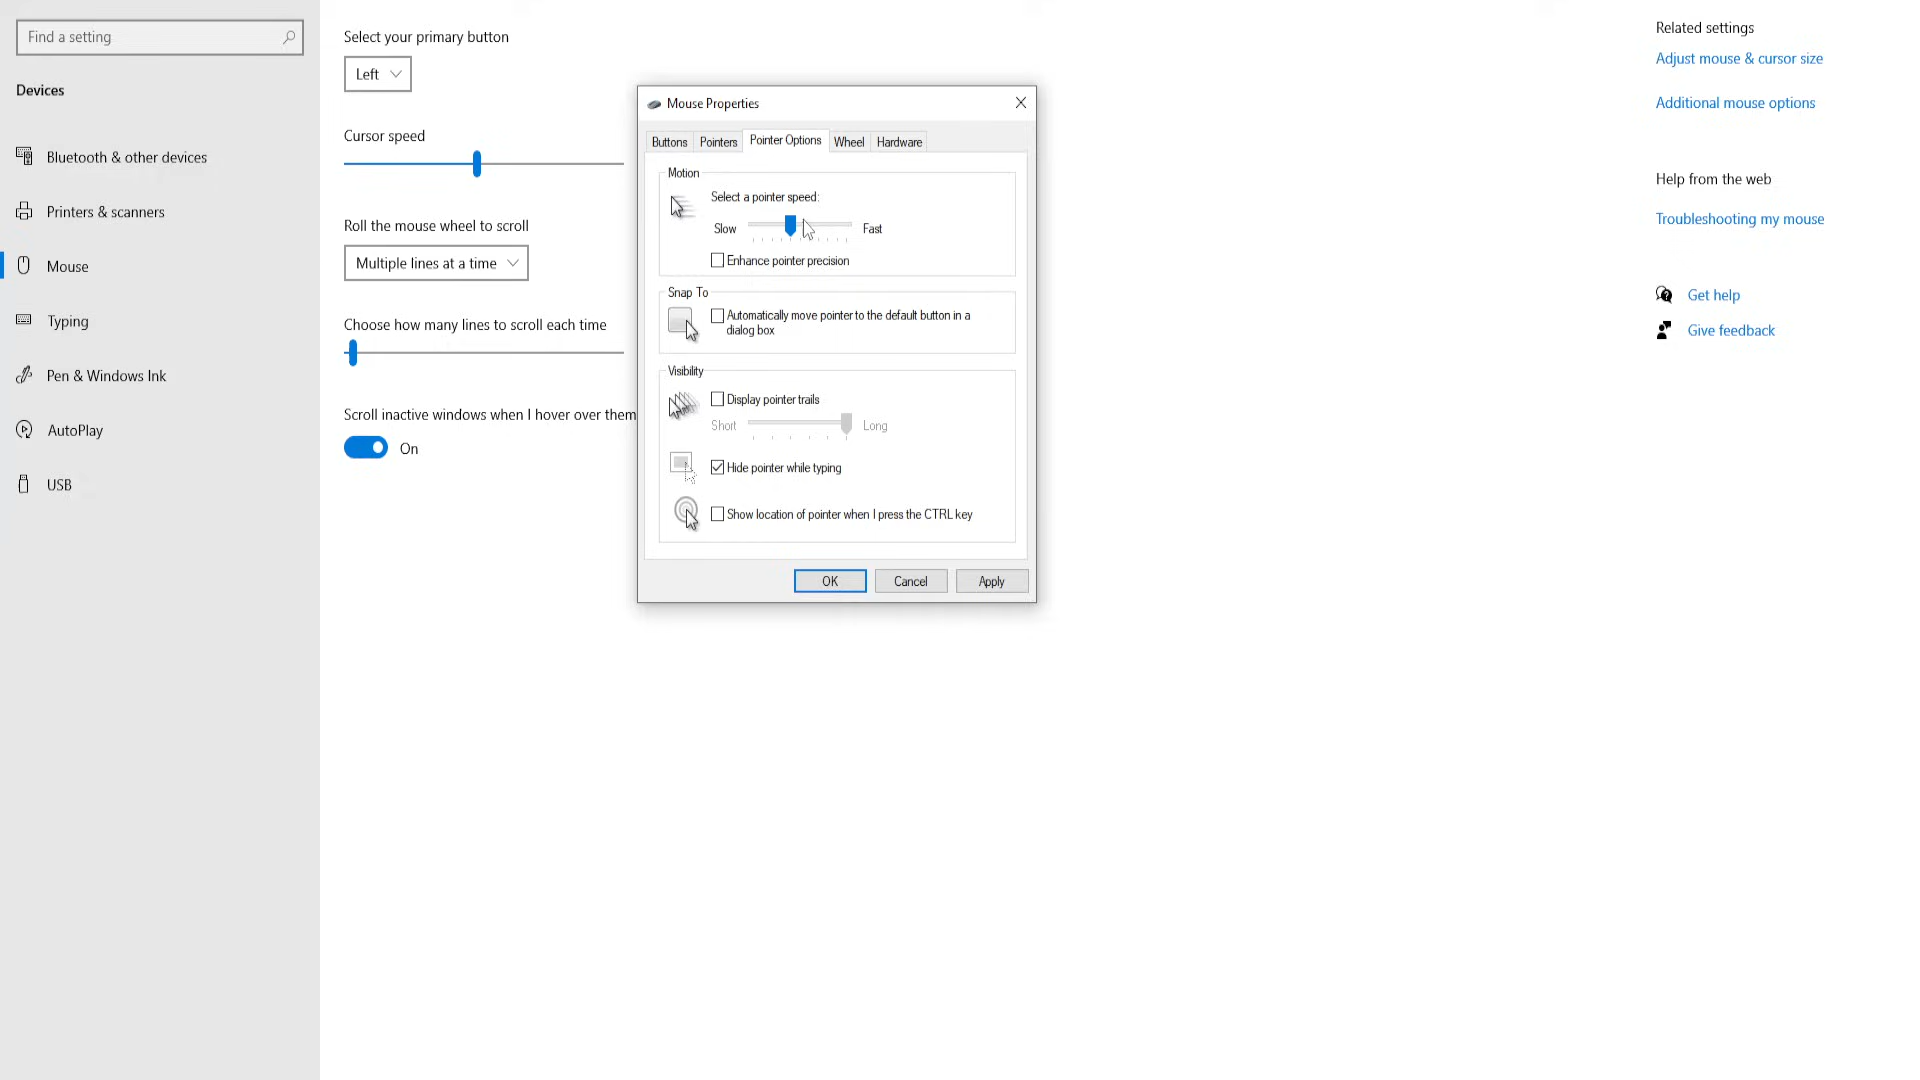 Find a setting
Devices
Bluetooth & other devices
Printers & scanners
Mouse
Typing
Pen & Windows Ink
AutoPlay
USB
Select your primary button
Left
Cursor speed
Roll the mouse wheel to scroll
Multiple lines at a time
Choose how many lines to scroll each time
Scroll inactive windows when I hover over them
On
Mouse Properties
Buttons Pointers Pointer Options Wheel Hardware
Motion
Select a pointer speed:
Slow Fast
Enhance pointer precision
Snap To
Automatically move pointer to the default button in a
dialog box
Visibility
Display pointer trails
Short Long
Hide pointer while typing
Show location of pointer when I press the CTRL key
OK Cancel Apply
Related settings
Adjust mouse & cursor size
Additional mouse options
Help from the web
Troubleshooting my mouse
Get help
Give feedback